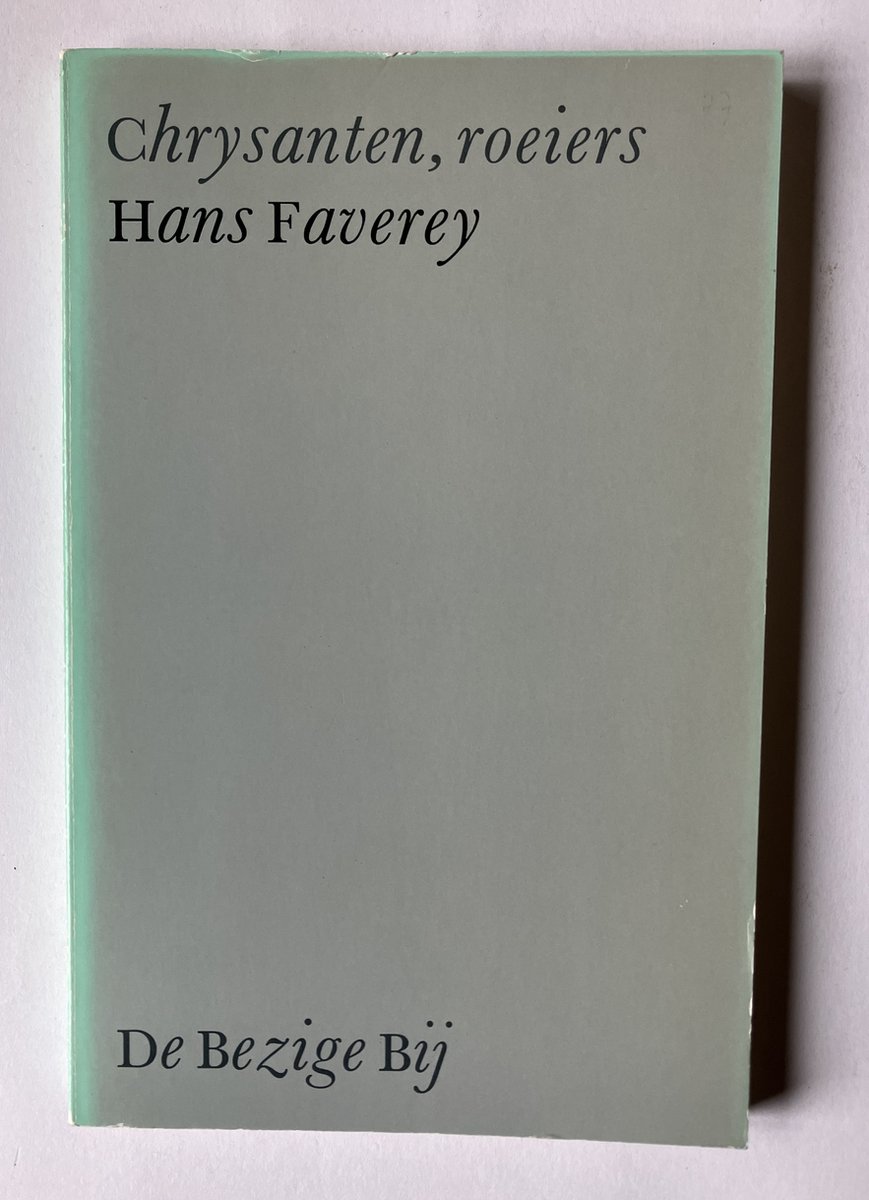 Chrysanten, roeiers
Hans Faverey
De Bezige Bij